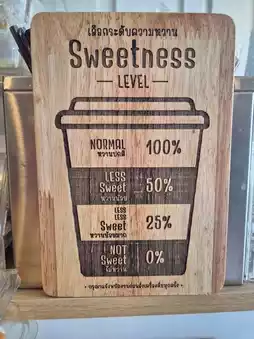 เลือกระดับความหวาน
Sweetness
LEVEL
NORMAL
หวานปกติ
100%
LESS
Sweet
หวานน้อย
50%
LESS
LESS
Sweet
หวานน้อยมาก
25%
NOT
Sweet
ไม่หวาน
0%